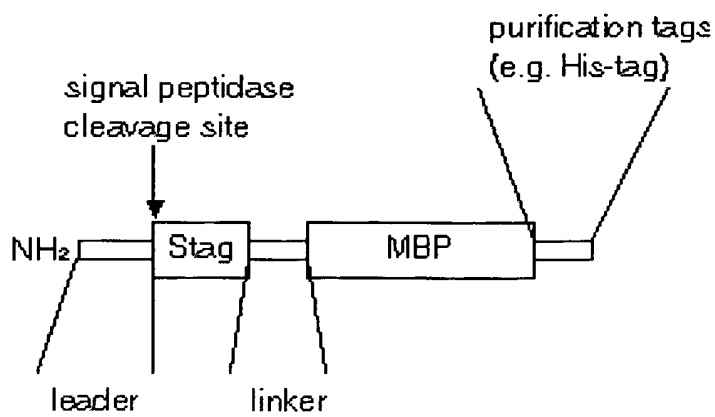 purification tags
(e.g. His-tag)
signal peptidase
cleavage site
NH₂
Stag
MBP
leader
linker